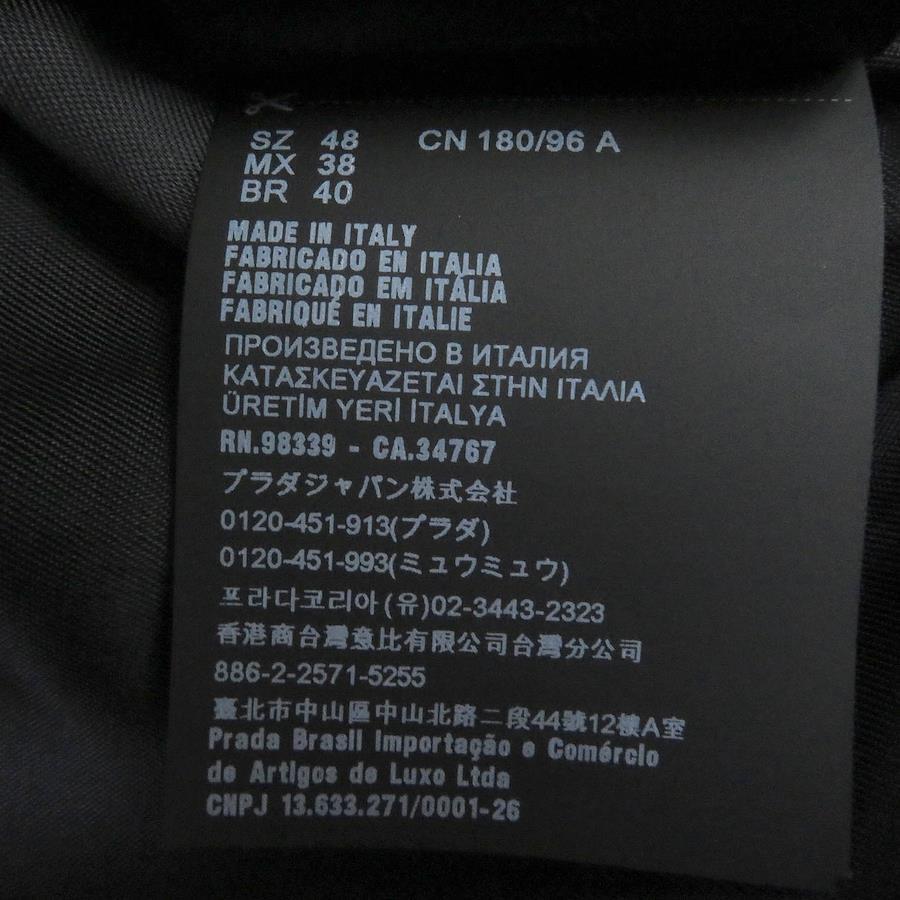 SZ 48 CN 180/96 A
MX 38
BR 40
MADE IN ITALY
FABRICADO EN ITALIA
FABRICADO EM ITÁLIA
FABRIQUÉ EN ITALIE
ПРОИЗВЕДЕНО В ИТАЛИЯ
ΚΑΤΑΣΚΕΥΑΖΕΤΑΙ ΣΤΗΝ ΙΤΑΛΙΑ
ÜRETİM YERİ İTALYA
RN.98339 - CA.34767
プラダジャパン株式会社
0120-451-913(プラダ)
0120-451-993(ミュウミュウ)
프라다코리아(유)02-3443-2323
香港商台灣意比有限公司台灣分公司
886-2-2571-5255
臺北市中山區中山北路二段44號12樓A室
Prada Brasil Importação e Comércio
de Artigos de Luxo Ltda
CNPJ 13.633.271/0001-26